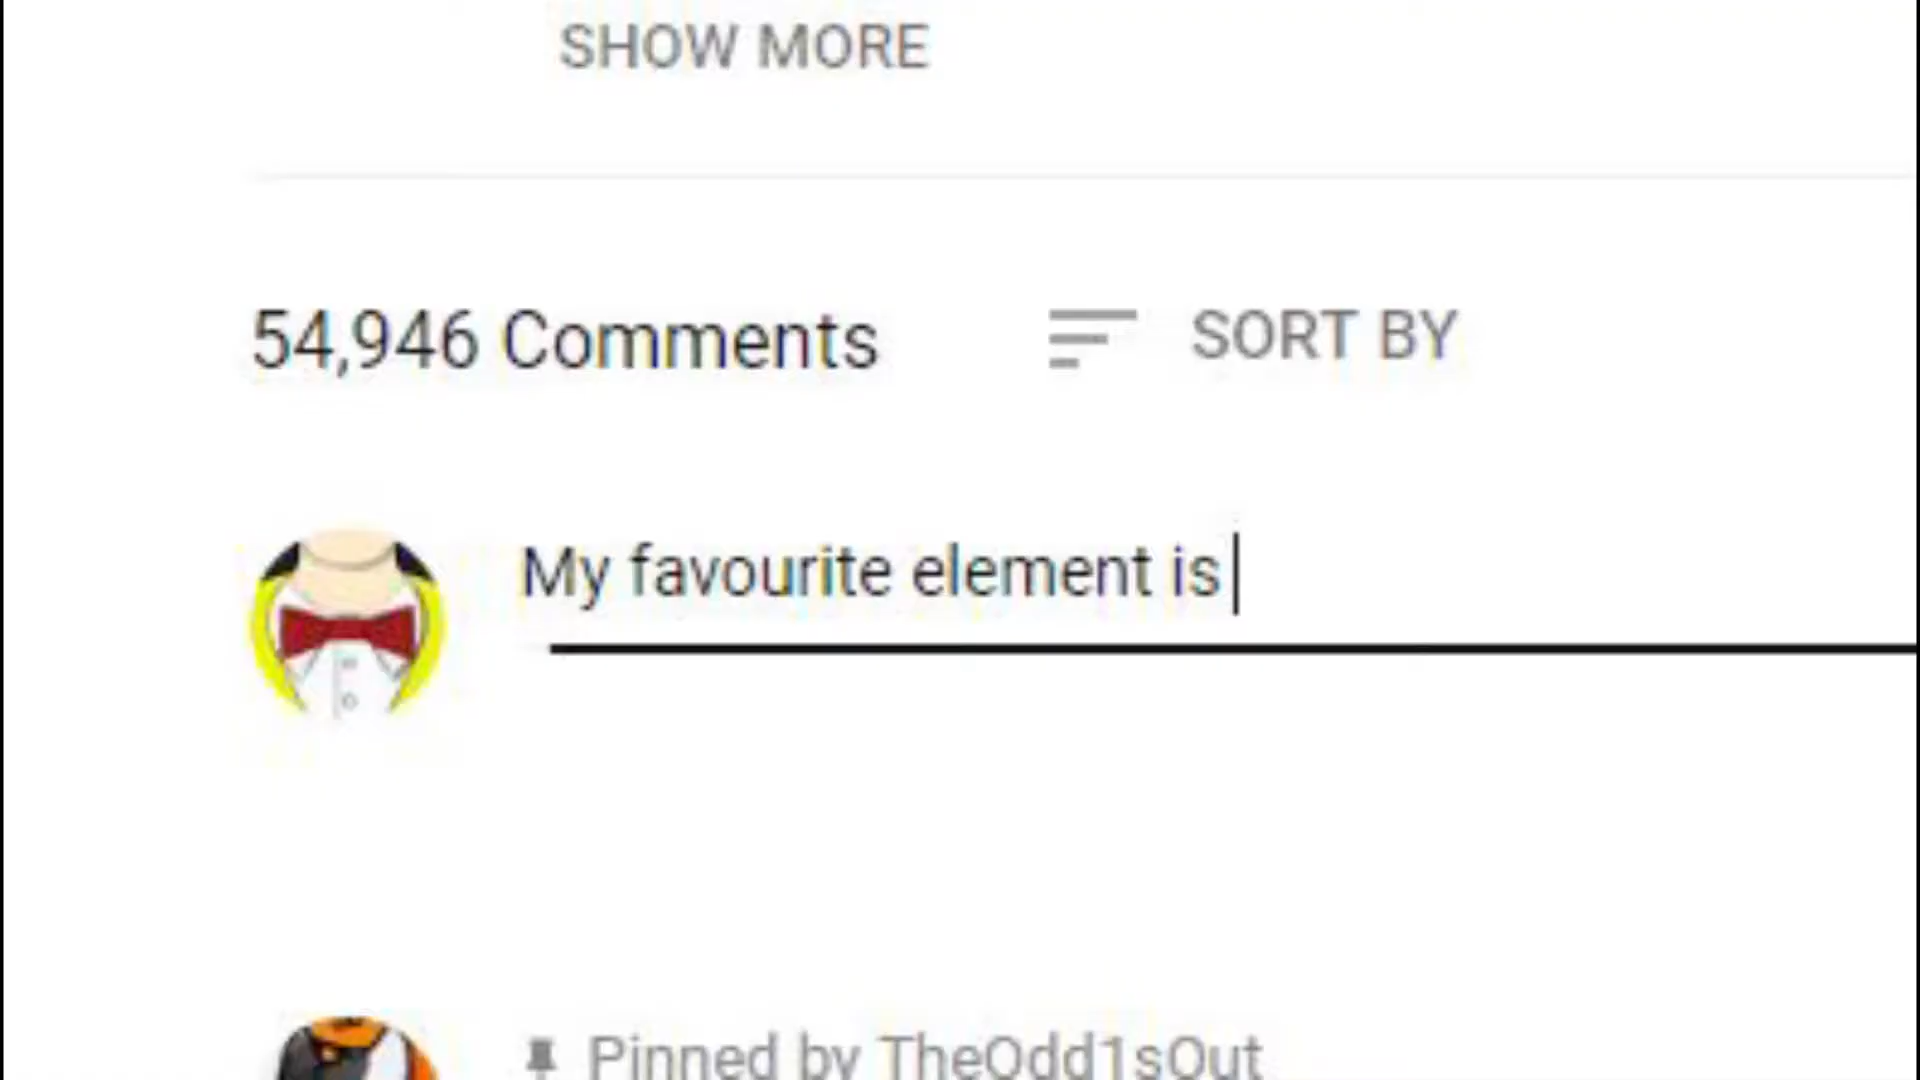 SHOW MORE
54,946 Comments
SORT BY
My favourite element is
Pinned by TheOdd1sOut